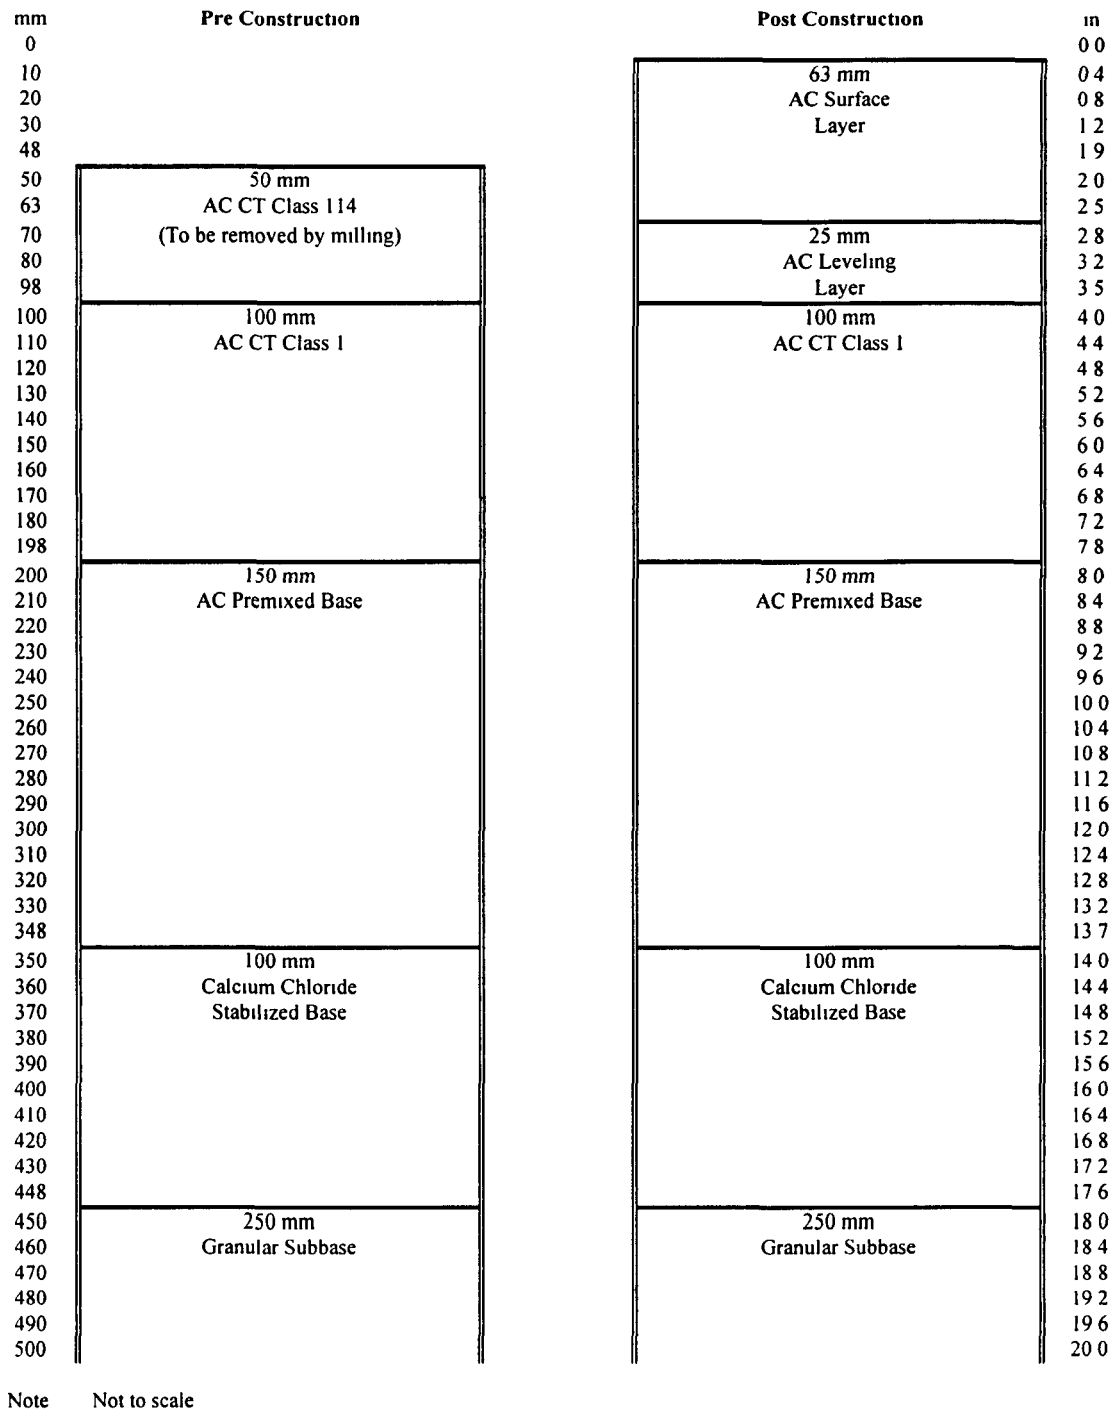 mm Pre Construction Post Construction in
0 0 0
10 63 mm 0 4
20 AC Surface 0 8
30 Layer 1 2
48 1 9
50 50 mm 2 0
63 AC CT Class 114 2 5
70 (To be removed by milling) 25 mm 2 8
80 AC Leveling 3 2
98 Layer 3 5
100 100 mm 100 mm 4 0
110 AC CT Class 1 AC CT Class 1 4 4
120 4 8
130 5 2
140 5 6
150 6 0
160 6 4
170 6 8
180 7 2
198 7 8
200 150 mm 150 mm 8 0
210 AC Premixed Base AC Premixed Base 8 4
220 8 8
230 9 2
240 9 6
250 10 0
260 10 4
270 10 8
280 11 2
290 11 6
300 12 0
310 12 4
320 12 8
330 13 2
348 13 7
350 100 mm 100 mm 14 0
360 Calcium Chloride Calcium Chloride 14 4
370 Stabilized Base Stabilized Base 14 8
380 15 2
390 15 6
400 16 0
410 16 4
420 16 8
430 17 2
448 17 6
450 250 mm 250 mm 18 0
460 Granular Subbase Granular Subbase 18 4
470 18 8
480 19 2
490 19 6
500 20 0
Note Not to scale